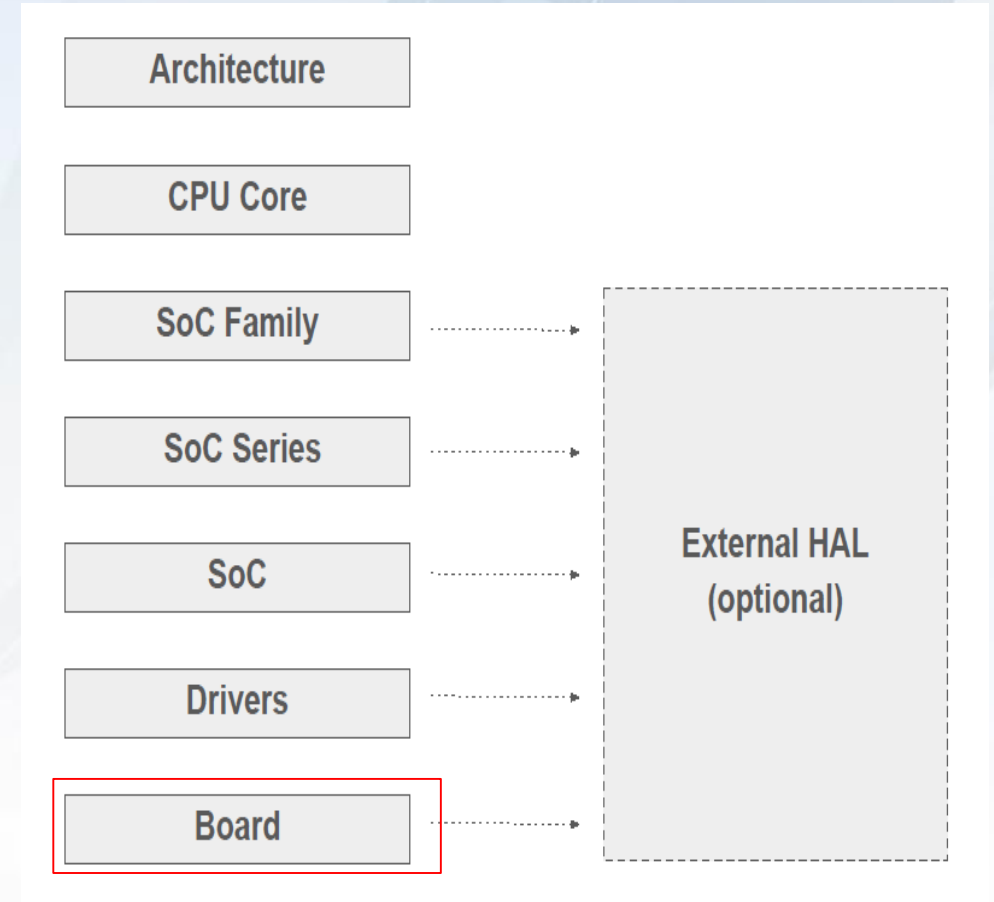 Architecture
CPU Core
SoC Family
SoC Series
SoC
Drivers
Board
External HAL
(optional)